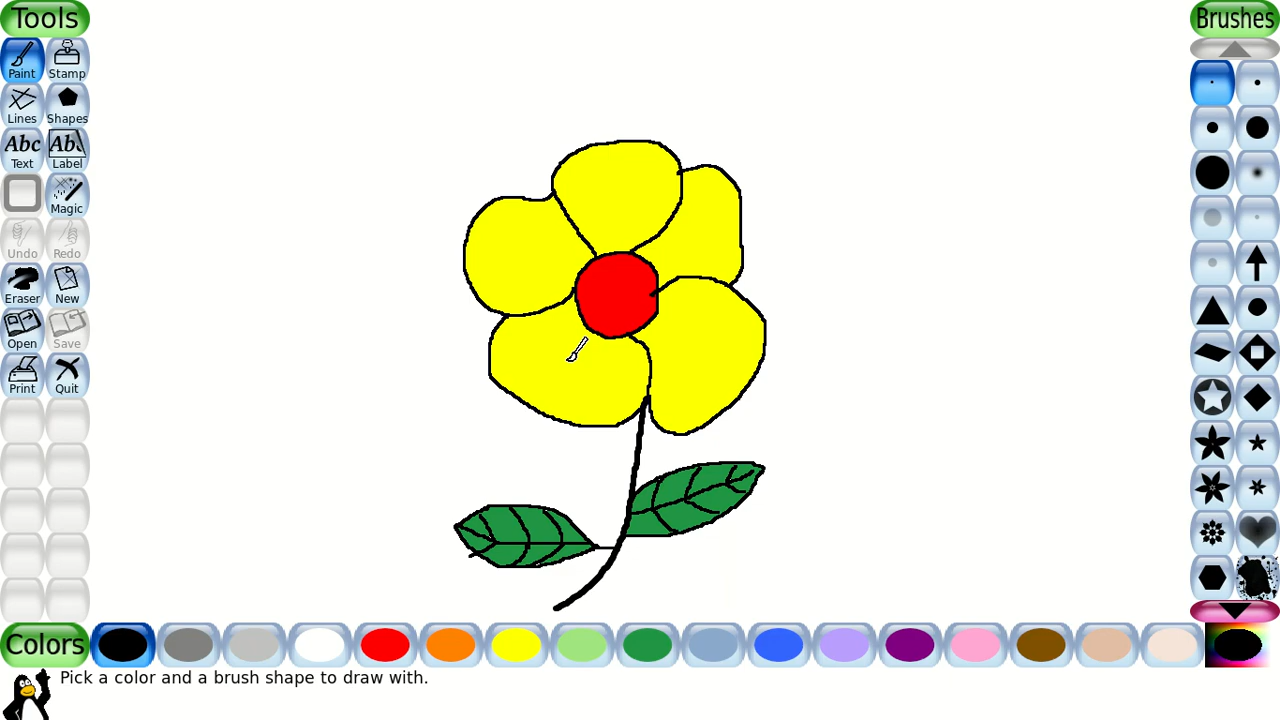 Tools
Brushes
Paint
Stamp
Lines
Shapes
Abc
Abc
Text
Label
Magic
Undo
Redo
Eraser
New
Open
Save
Print
Quit
Colors
Pick a color and a brush shape to draw with.